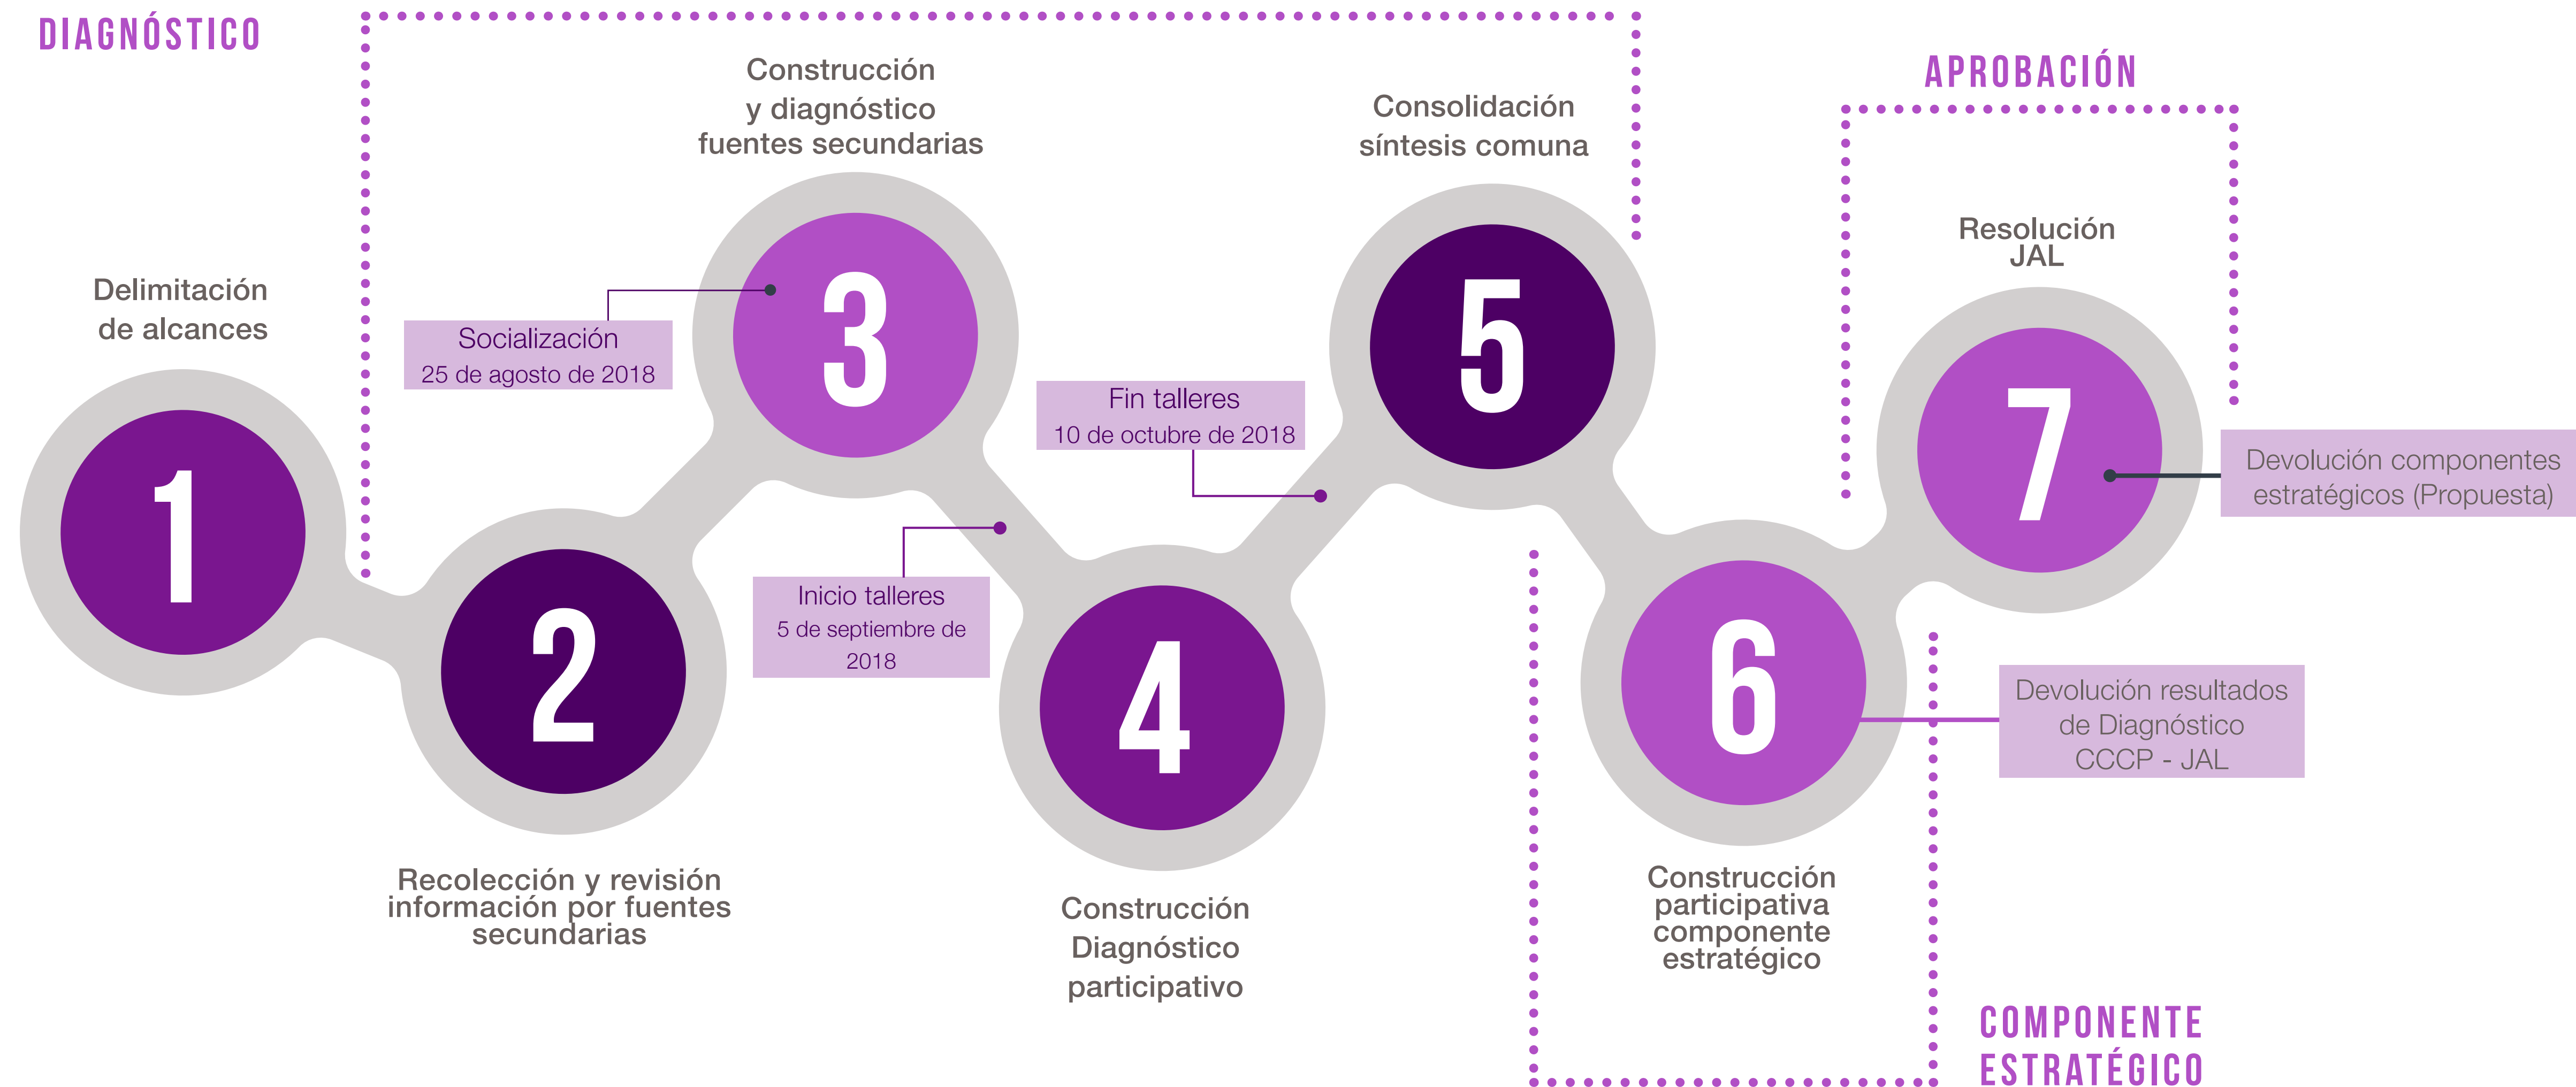 DIAGNÓSTICO
Delimitación
de alcances
1
2
Recolección y revisión
información por fuentes
secundarias
Construcción
y diagnóstico
fuentes secundarias
3
Socialización
25 de agosto de 2018
Inicio talleres
5 de septiembre de
2018
4
Construcción
Diagnóstico
participativo
Fin talleres
10 de octubre de 2018
Consolidación
síntesis comuna
5
6
Construcción
participativa
componente
estratégico
Devolución resultados
de Diagnóstico
CCCP - JAL
COMPONENTE
ESTRATÉGICO
APROBACIÓN
Resolución
JAL
7
Devolución componentes
estratégicos (Propuesta)